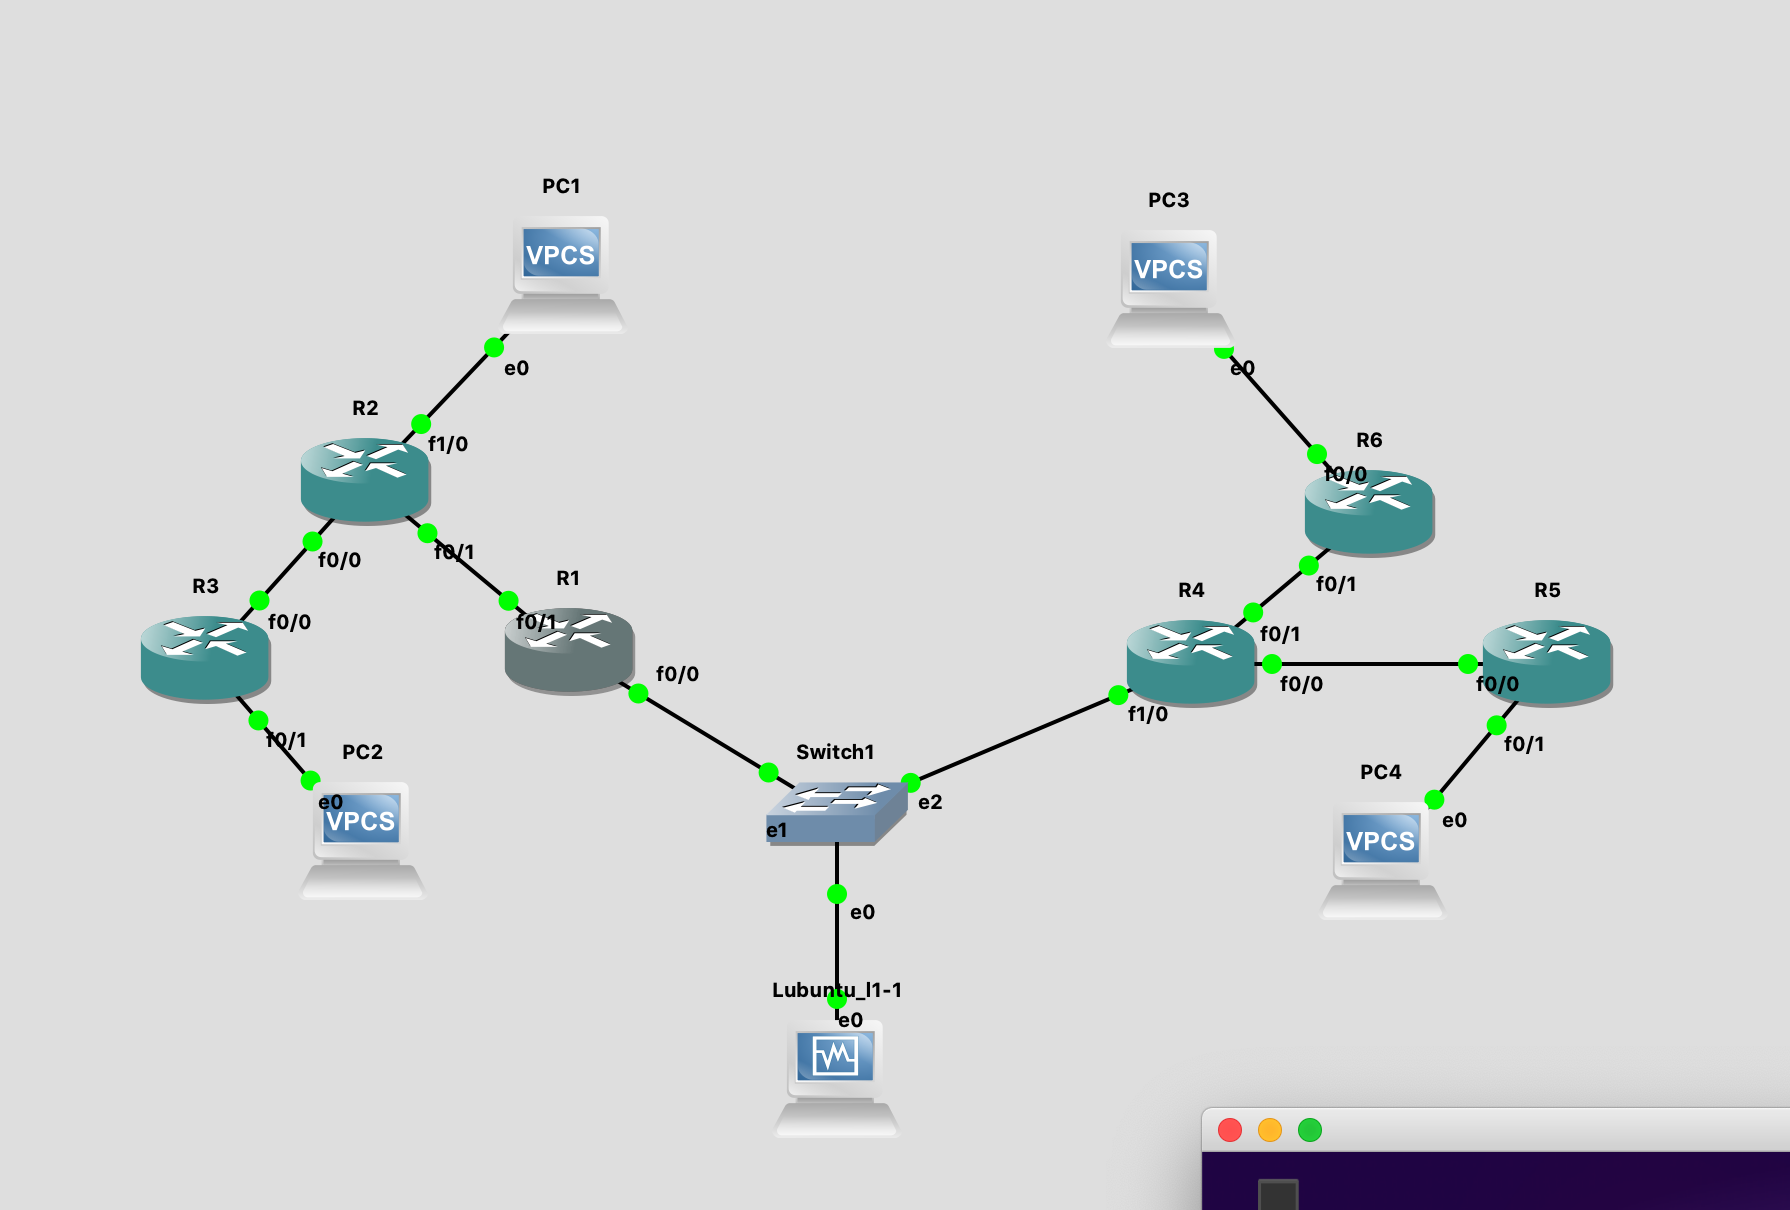 PC1
VPCS
e0
PC3
VPCS
e0
R2
f1/0
f0/0
f0/1
R6
f0/0
f0/1
R3
f0/0
f0/1
R1
f0/1
f0/0
R4
f0/1
f0/0
f1/0
R5
f0/0
f0/1
PC2
e0
VPCS
Switch1
e1
e2
e0
PC4
e0
VPCS
Lubuntu_l1-1
e0